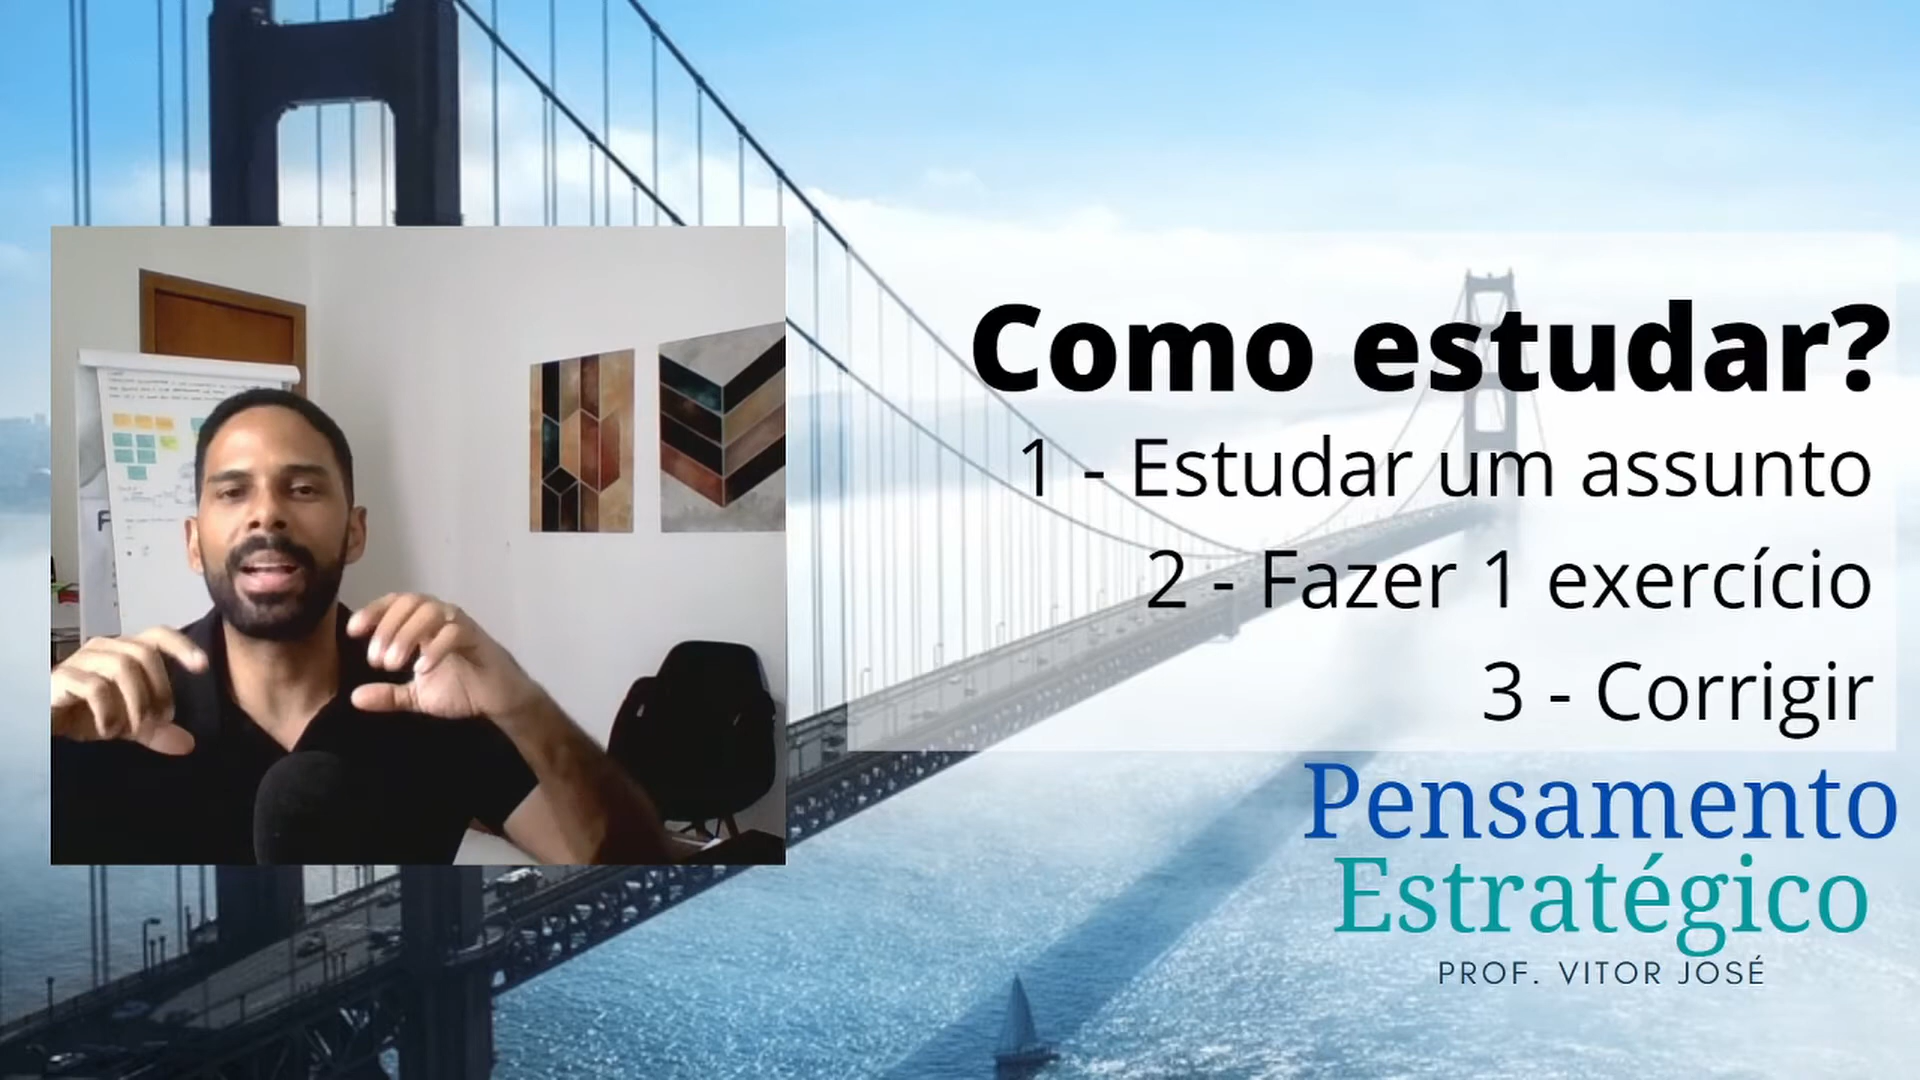 Como estudar?
1 - Estudar um assunto
2 - Fazer 1 exercício
3 - Corrigir
Pensamento
Estratégico
PROF. VITOR JOSÉ